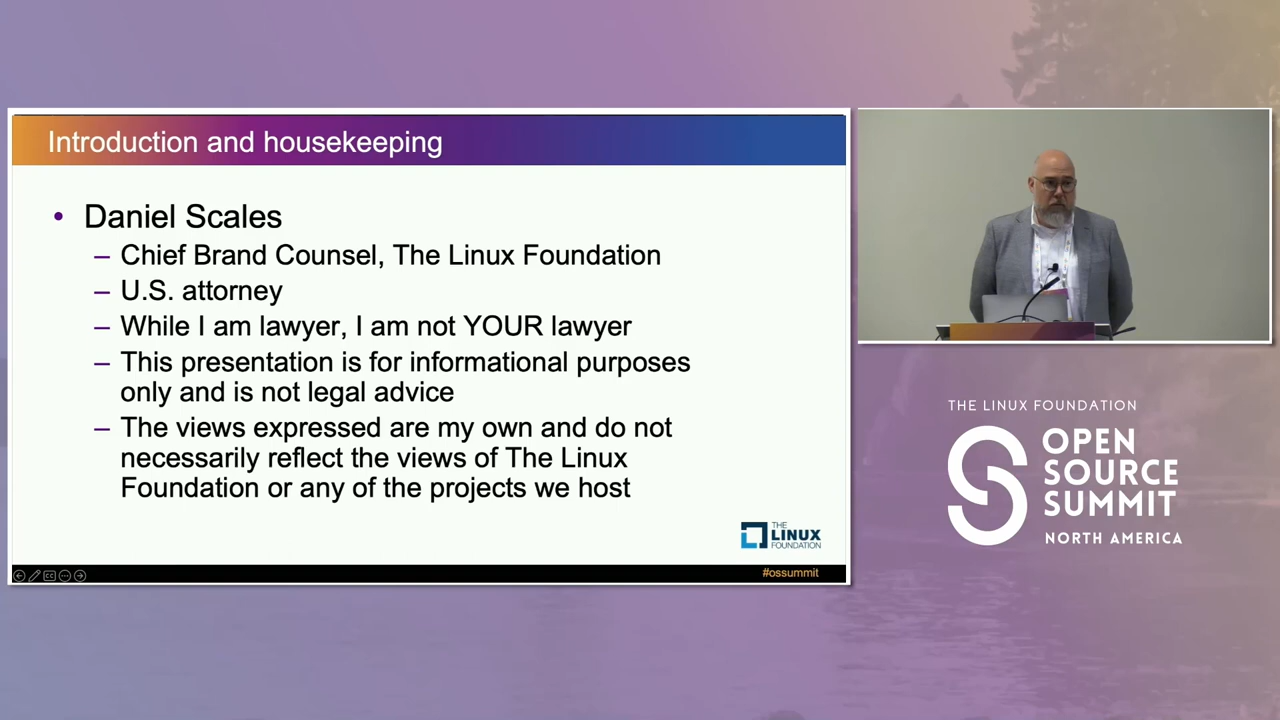 Introduction and housekeeping
• Daniel Scales
– Chief Brand Counsel, The Linux Foundation
– U.S. attorney
– While I am lawyer, I am not YOUR lawyer
– This presentation is for informational purposes
only and is not legal advice
– The views expressed are my own and do not
necessarily reflect the views of The Linux
Foundation or any of the projects we host
THE
LINUX
FOUNDATION
CC
#ossummit
THE LINUX FOUNDATION
OPEN
SOURCE
SUMMIT
NORTH AMERICA